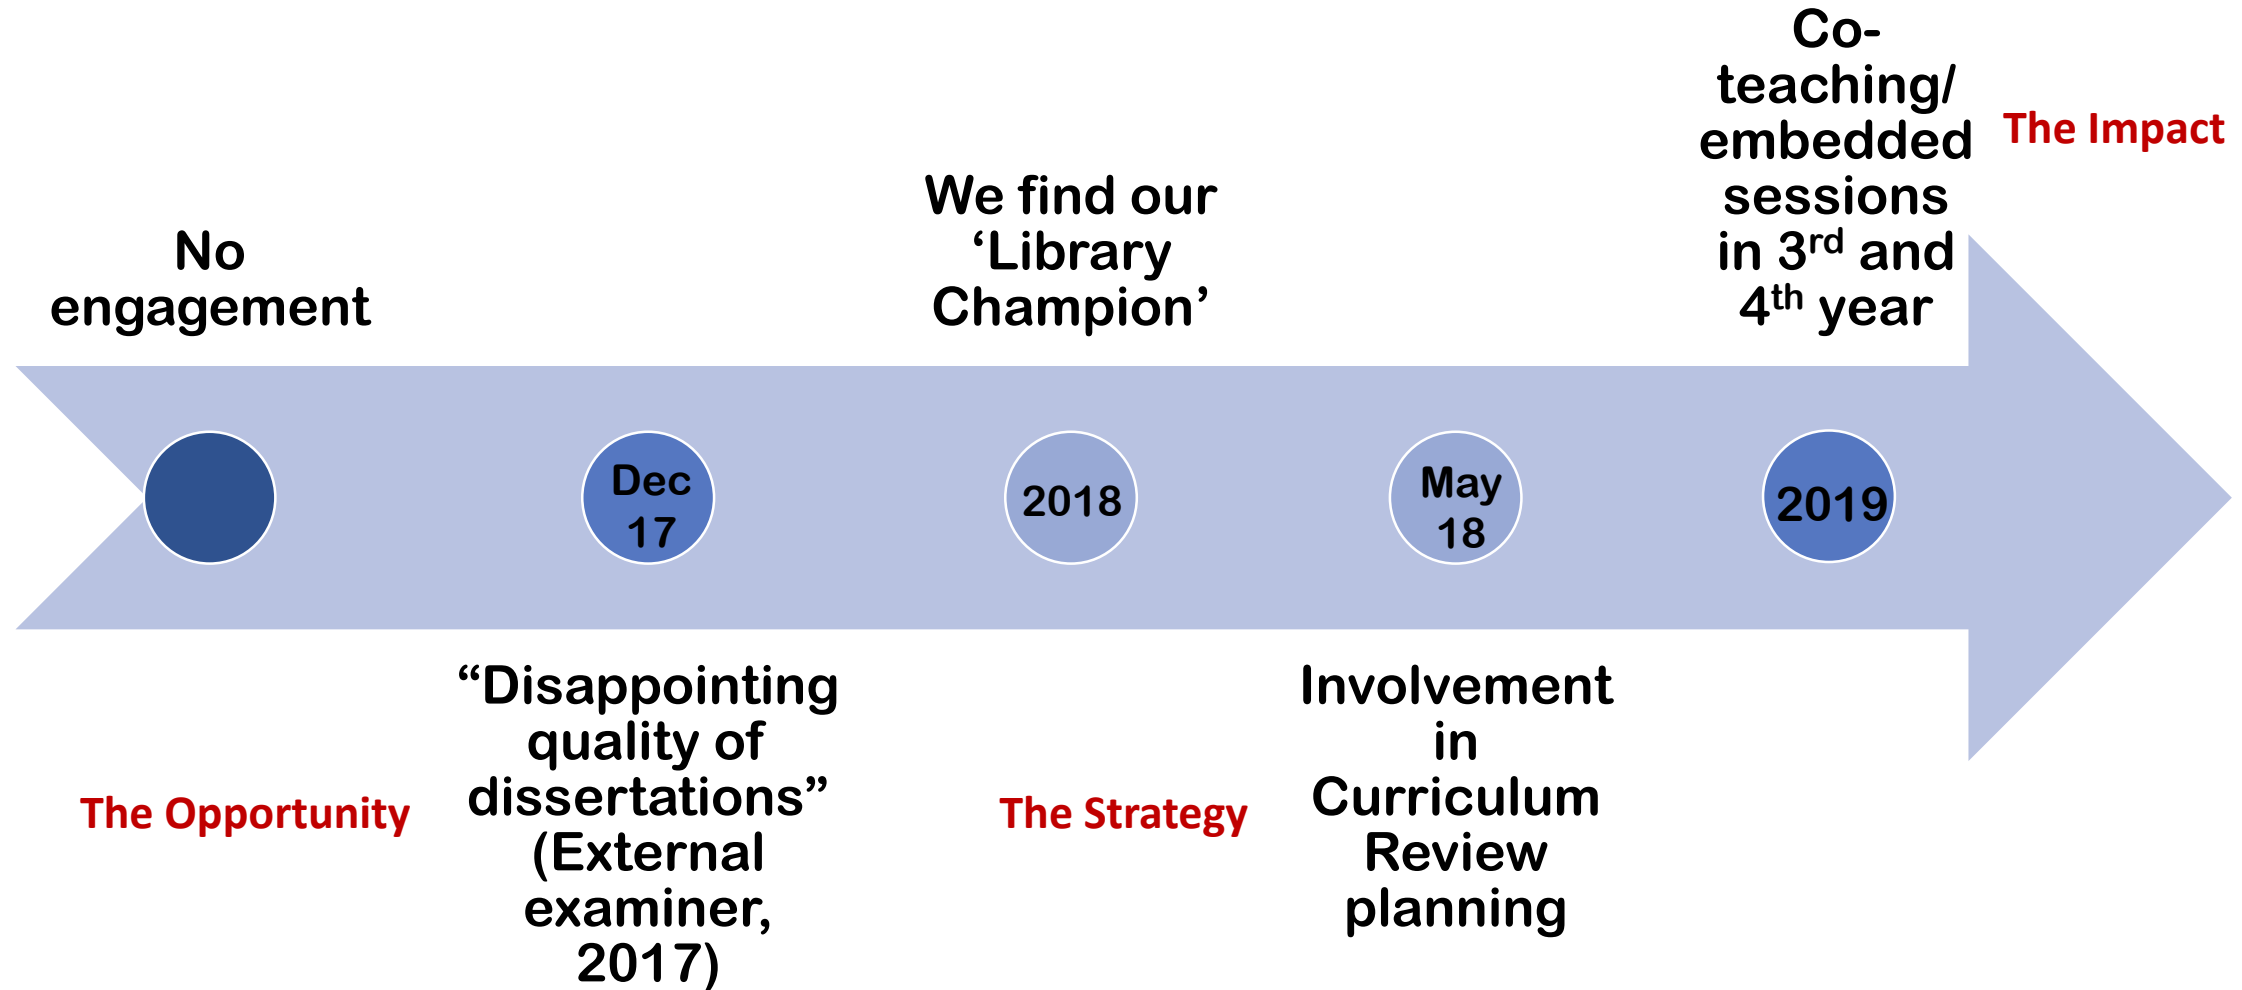 No
engagement
We find our
‘Library
Champion’
Co-
teaching/
embedded
sessions
in 3rd and
4th year
The Impact
Dec
17
2018
May
18
2019
The Opportunity
“Disappointing
quality of
dissertations”
(External
examiner,
2017)
The Strategy
Involvement
in
Curriculum
Review
planning